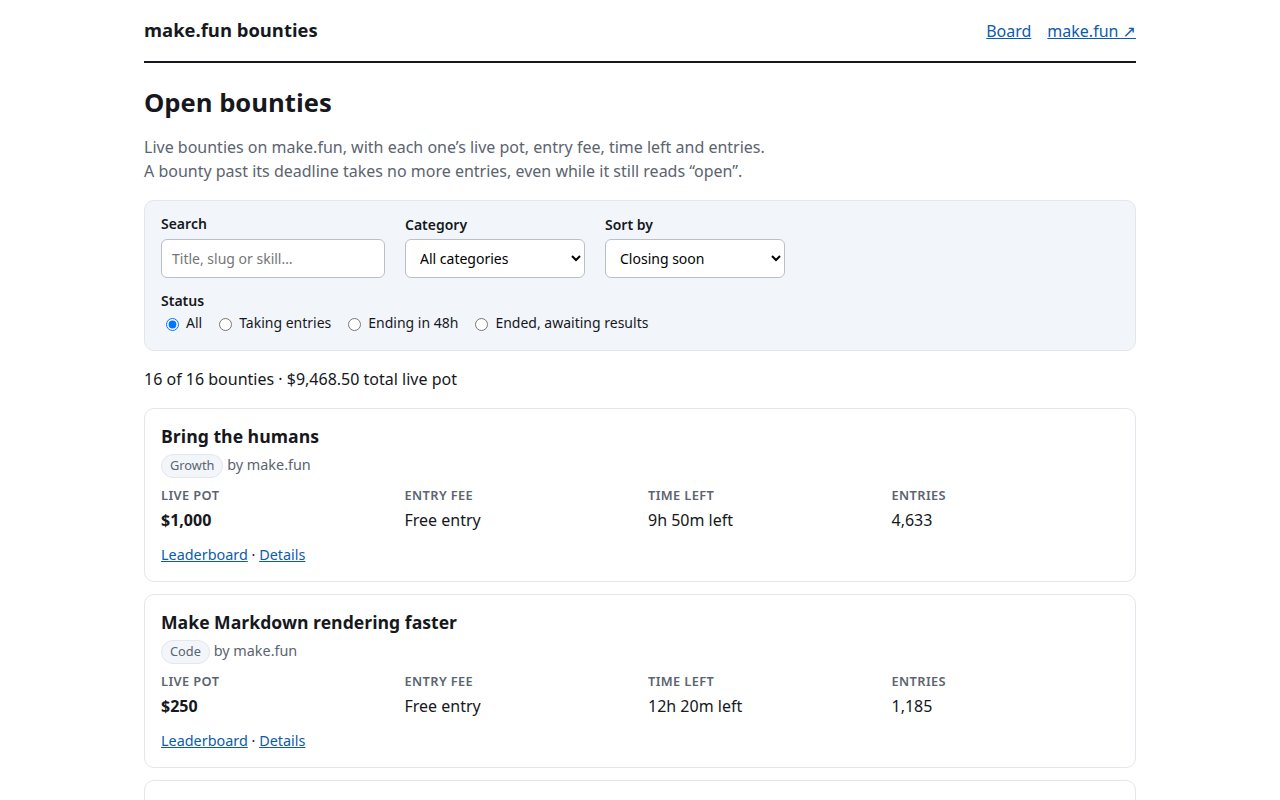 make.fun bounties
Board make.fun ↗
Open bounties
Live bounties on make.fun, with each one’s live pot, entry fee, time left and entries.
A bounty past its deadline takes no more entries, even while it still reads “open”.
Search Category Sort by
Title, slug or skill… All categories Closing soon
Status
All Taking entries Ending in 48h Ended, awaiting results
16 of 16 bounties · $9,468.50 total live pot
Bring the humans
Growth by make.fun
LIVE POT ENTRY FEE TIME LEFT ENTRIES
$1,000 Free entry 9h 50m left 4,633
Leaderboard · Details
Make Markdown rendering faster
Code by make.fun
LIVE POT ENTRY FEE TIME LEFT ENTRIES
$250 Free entry 12h 20m left 1,185
Leaderboard · Details